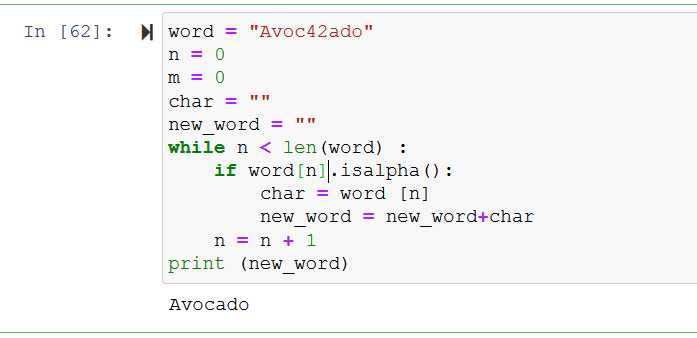 In [62]: word = "Avoc42ado"
n = 0
m = 0
char = ""
new_word = ""
while n < len(word) :
    if word[n].isalpha():
        char = word [n]
        new_word = new_word+char
    n = n + 1
print (new_word)
Avocado